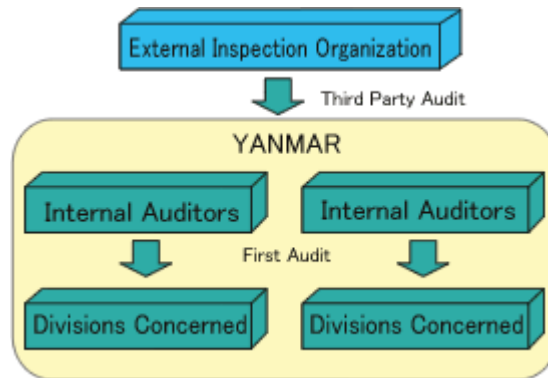 External Inspection Organization
Third Party Audit
YANMAR
Internal Auditors
Internal Auditors
First Audit
Divisions Concerned
Divisions Concerned